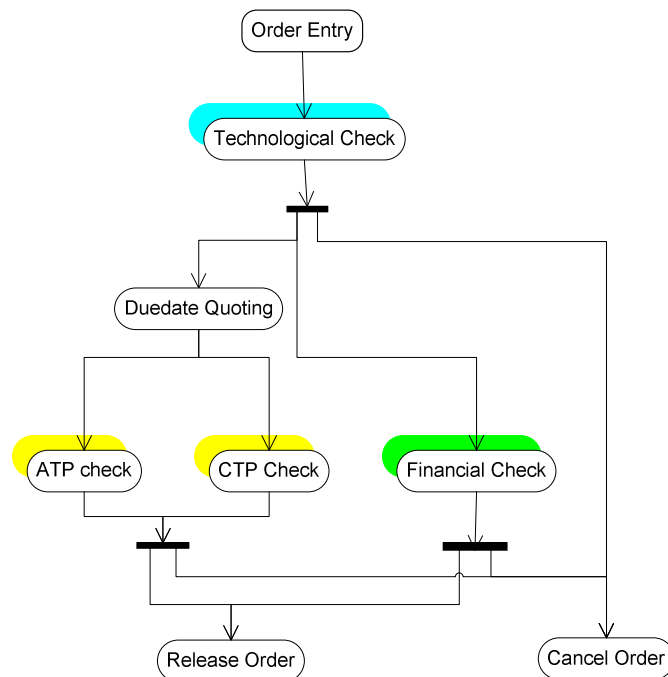 Order Entry
Technological Check
Duedate Quoting
ATP check
CTP Check
Financial Check
Release Order
Cancel Order